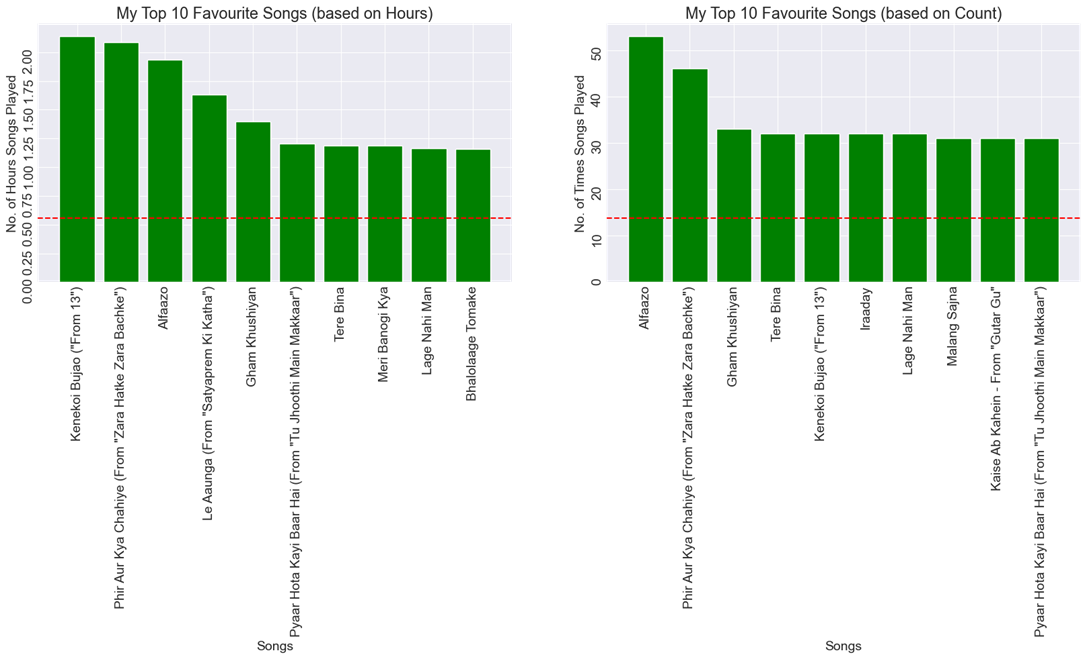 My Top 10 Favourite Songs (based on Hours)
No. of Hours Songs Played
2.00
1.75
1.50
1.25
1.00
0.75
0.50
0.25
0.00
Kenekoi Bujao ("From 13")
Phir Aur Kya Chahiye (From "Zara Hatke Zara Bachke")
Alfaazo
Le Aaunga (From "Satyaprem Ki Katha")
Gham Khushiyan
Pyaar Hota Kayi Baar Hai (From "Tu Jhoothi Main Makkaar")
Tere Bina
Meri Banogi Kya
Lage Nahi Man
Bhalolaage Tomake
Songs
My Top 10 Favourite Songs (based on Count)
No. of Times Songs Played
50
40
30
20
10
0
Alfaazo
Phir Aur Kya Chahiye (From "Zara Hatke Zara Bachke")
Gham Khushiyan
Tere Bina
Kenekoi Bujao ("From 13")
Iraaday
Lage Nahi Man
Malang Sajna
Kaise Ab Kahein - From "Gutar Gu"
Pyaar Hota Kayi Baar Hai (From "Tu Jhoothi Main Makkaar")
Songs